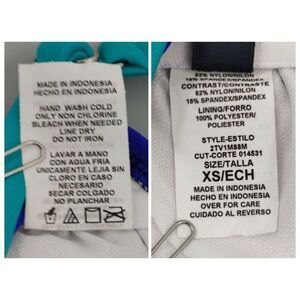 MADE IN INDONESIA
HECHO EN INDONESIA
HAND WASH COLD
ONLY NON CHLORINE
BLEACH WHEN NEEDED
LINE DRY
DO NOT IRON
LAVAR A MANO
CON AGUA FRIA
UNICAMENTE LEJIA SIN
CLORO EN CASO
NECESARIO
SECAR COLGADO
NO PLANCHAR
82% NYLON/NILON
18% SPANDEX/SPANDEX
CONTRAST/CONTRASTE
82% NYLON/NILON
18% SPANDEX/SPANDEX
LINING/FORRO
100% POLYESTER/
POLIESTER
STYLE-ESTILO
2TV1M88M
CUT-CORTE 014531
SIZE/TALLA
XS/ECH
MADE IN INDONESIA
HECHO EN INDONESIA
OVER FOR CARE
CUIDADO AL REVERSO